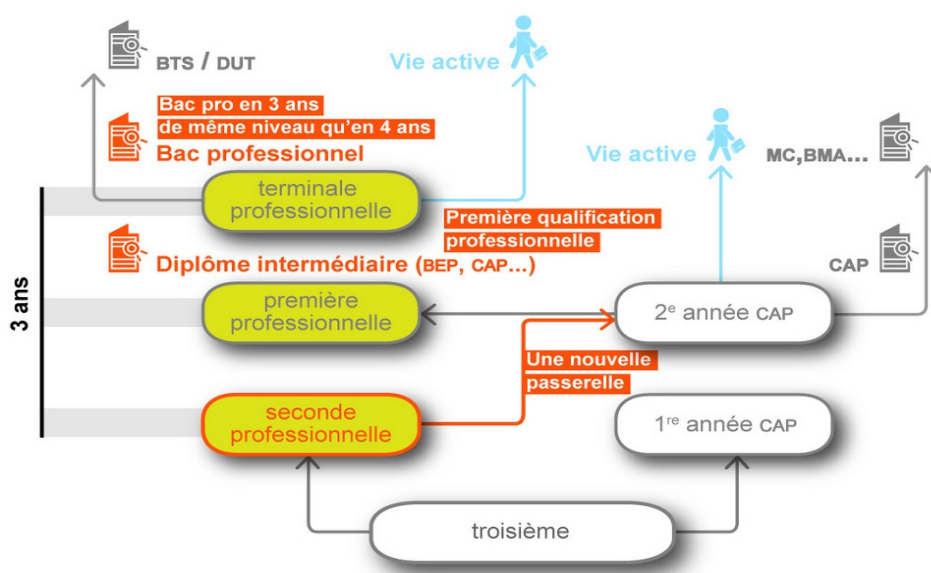 BTS / DUT
Vie active
Bac pro en 3 ans
de même niveau qu'en 4 ans
Bac professionnel
Vie active
MC,BMA...
terminale
professionnelle
Première qualification
professionnelle
Diplôme intermédiaire (BEP, CAP...)
CAP
3 ans
première
professionnelle
2e année CAP
Une nouvelle
passerelle
seconde
professionnelle
1re année CAP
troisième